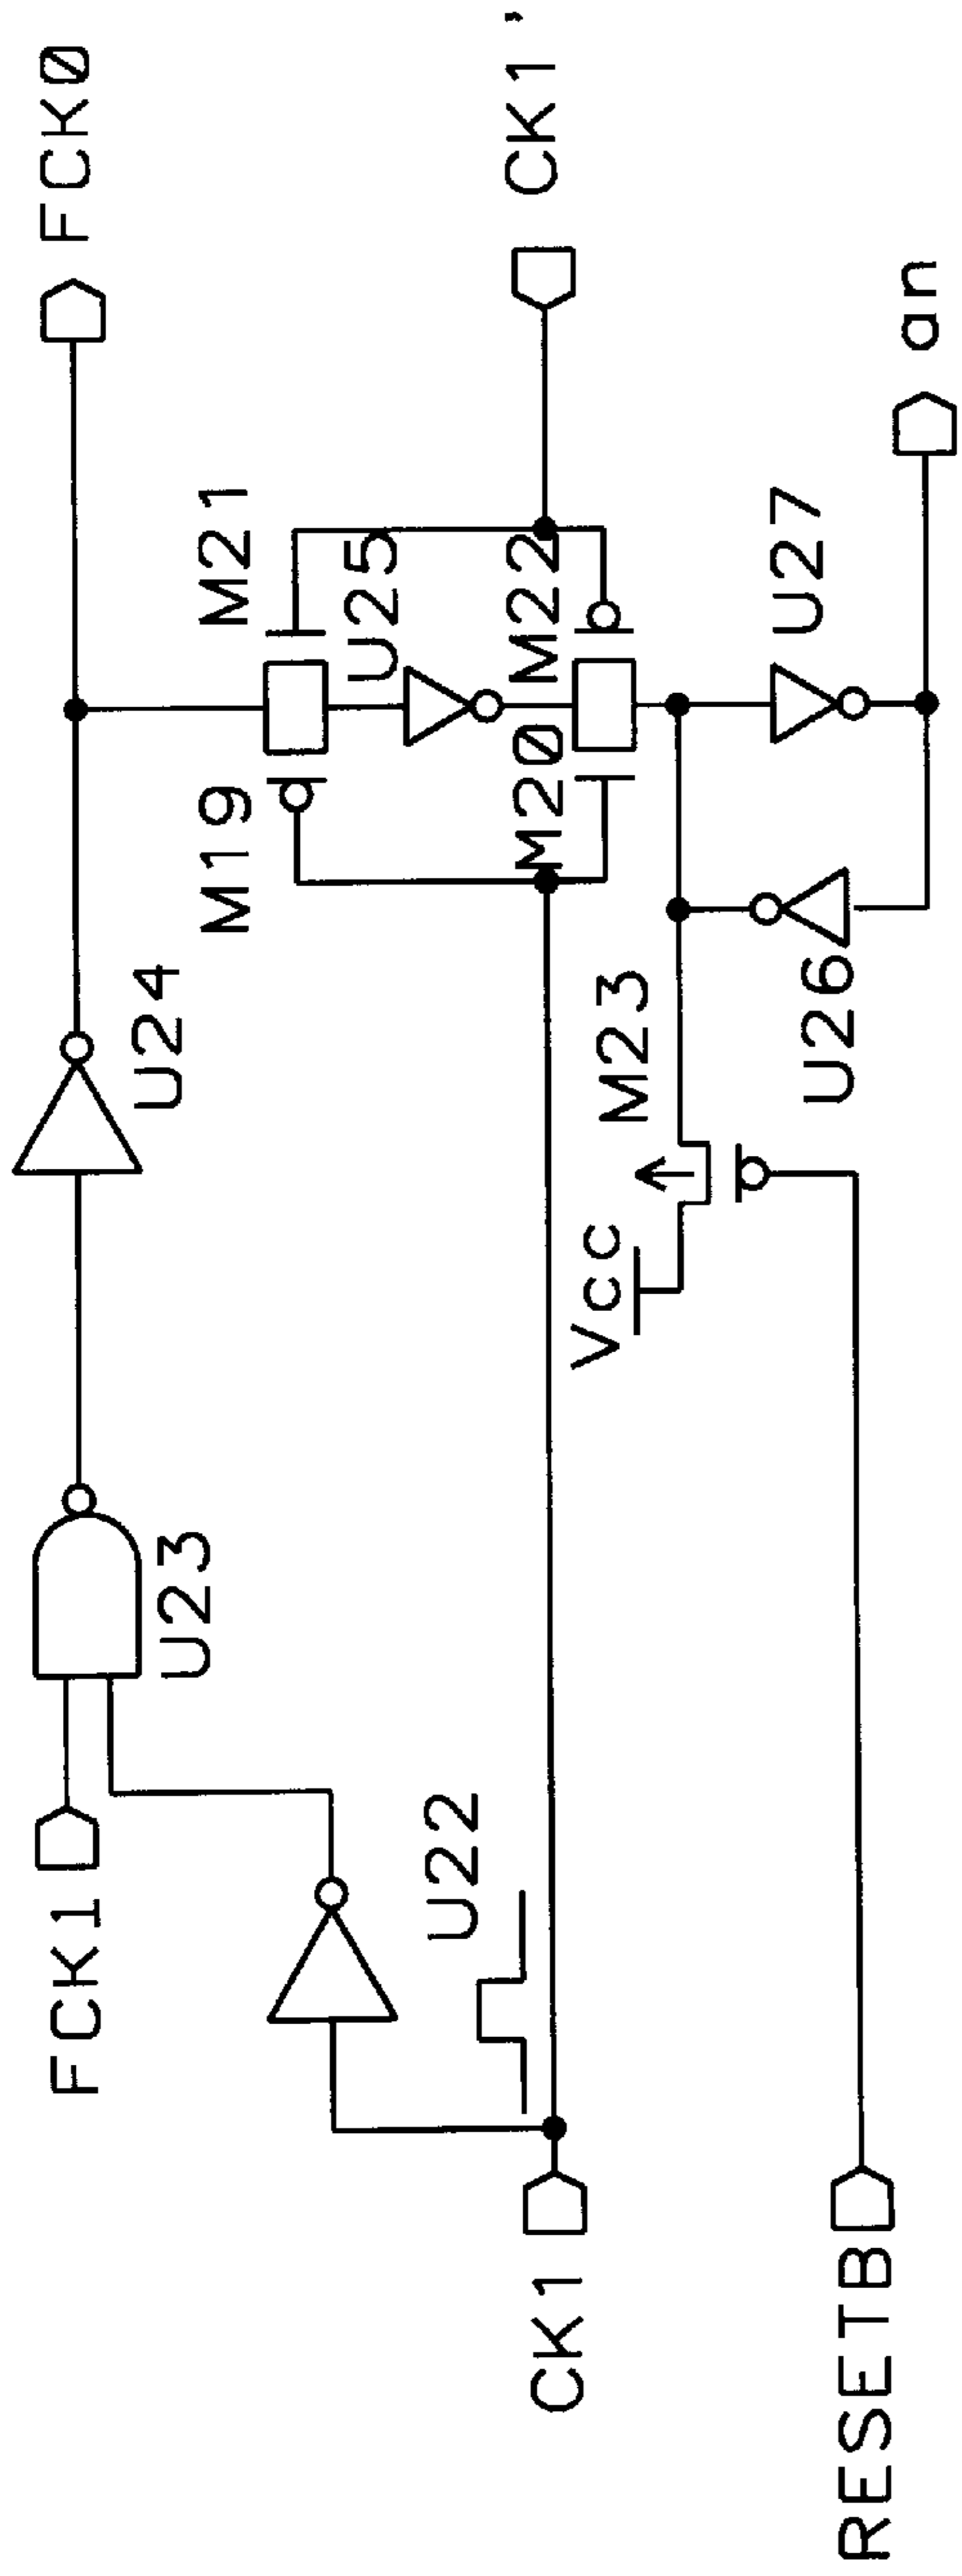 FCK1
FCK0
U23
U24
U22
M19
M21
U25
CK1
M20
M22
CK1'
Vcc
M23
U26
U27
RESETB
an